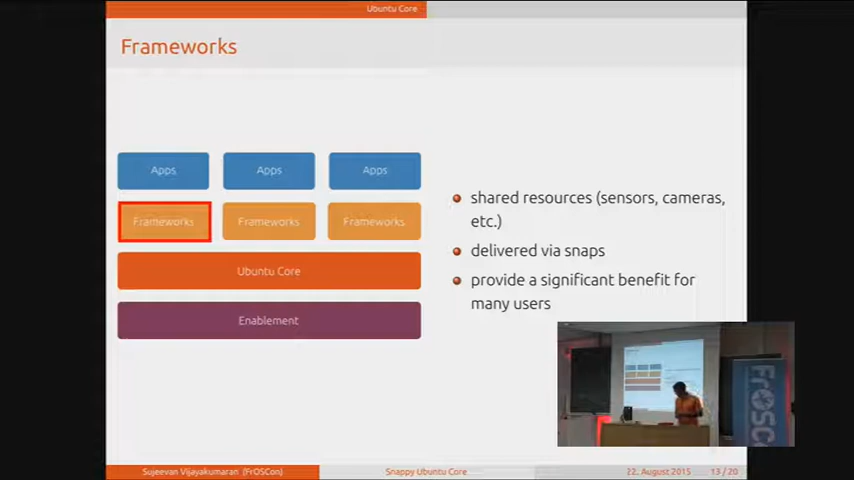 Ubuntu Core
Frameworks
Apps Apps Apps
Frameworks Frameworks Frameworks
Ubuntu Core
Enablement
shared resources (sensors, cameras,
etc.)
delivered via snaps
provide a significant benefit for
many users
FrOSCon
Sujeevan Vijayakumaran (FrOSCon)
Snappy Ubuntu Core
22. August 2015
13 / 20